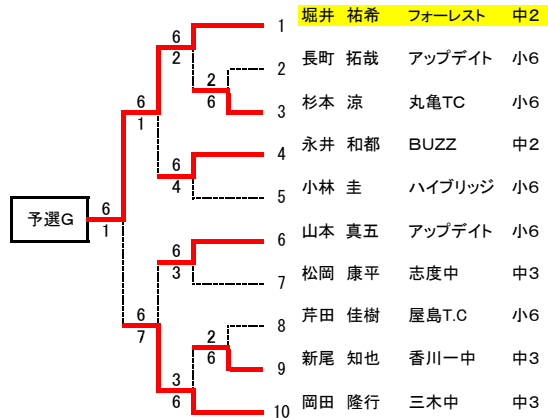 1 堀井 祐希 フォーレスト 中2
6
2
2 長町 拓哉 アップデイト 小6
2
6
3 杉本 涼 丸亀TC 小6
6
1
4 永井 和都 BUZZ 中2
6
4
5 小林 圭 ハイブリッジ 小6
予選G
6
1
6 山本 真五 アップデイト 小6
6
3
7 松岡 康平 志度中 中3
6
7
8 芹田 佳樹 屋島T.C 小6
2
6
9 新尾 知也 香川一中 中3
3
6
10 岡田 隆行 三木中 中3